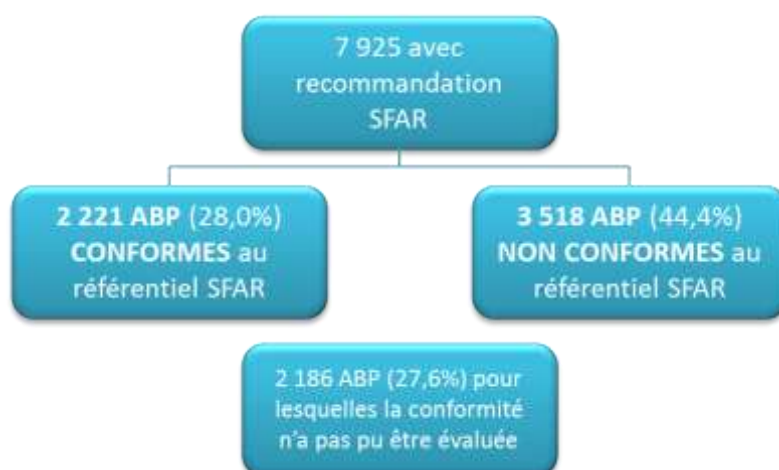 7 925 avec
recommandation
SFAR
2 221 ABP (28,0%)
CONFORMES au
référentiel SFAR
3 518 ABP (44,4%)
NON CONFORMES au
référentiel SFAR
2 186 ABP (27,6%) pour
lesquelles la conformité
n'a pas pu être évaluée